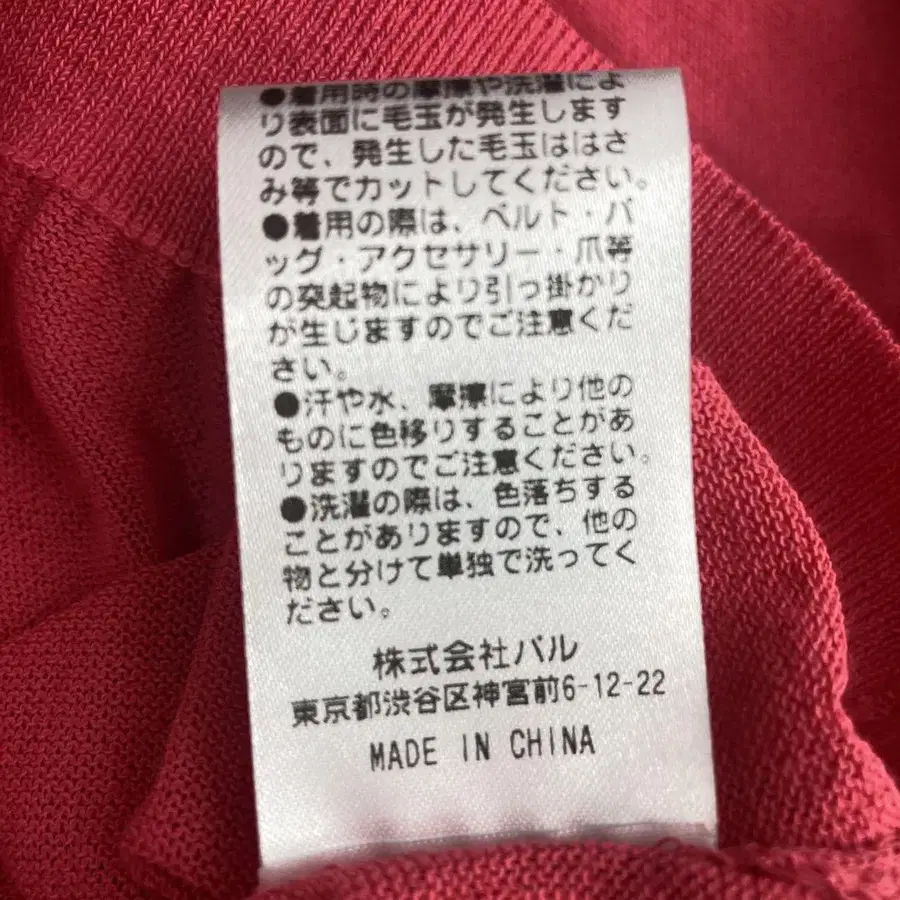 ●着用時の摩擦や洗濯によ
り表面に毛玉が発生します
ので、発生した毛玉ははさ
み等でカットしてください。
●着用の際は、ベルト・バ
ッグ・アクセサリー・爪等
の突起物により引っ掛かり
が生じますのでご注意くだ
さい。
●汗や水、摩擦により他の
ものに色移りすることがあ
りますのでご注意ください。
●洗濯の際は、色落ちする
ことがありますので、他の
物と分けて単独で洗ってく
ださい。
株式会社パル
東京都渋谷区神宮前6-12-22
MADE IN CHINA